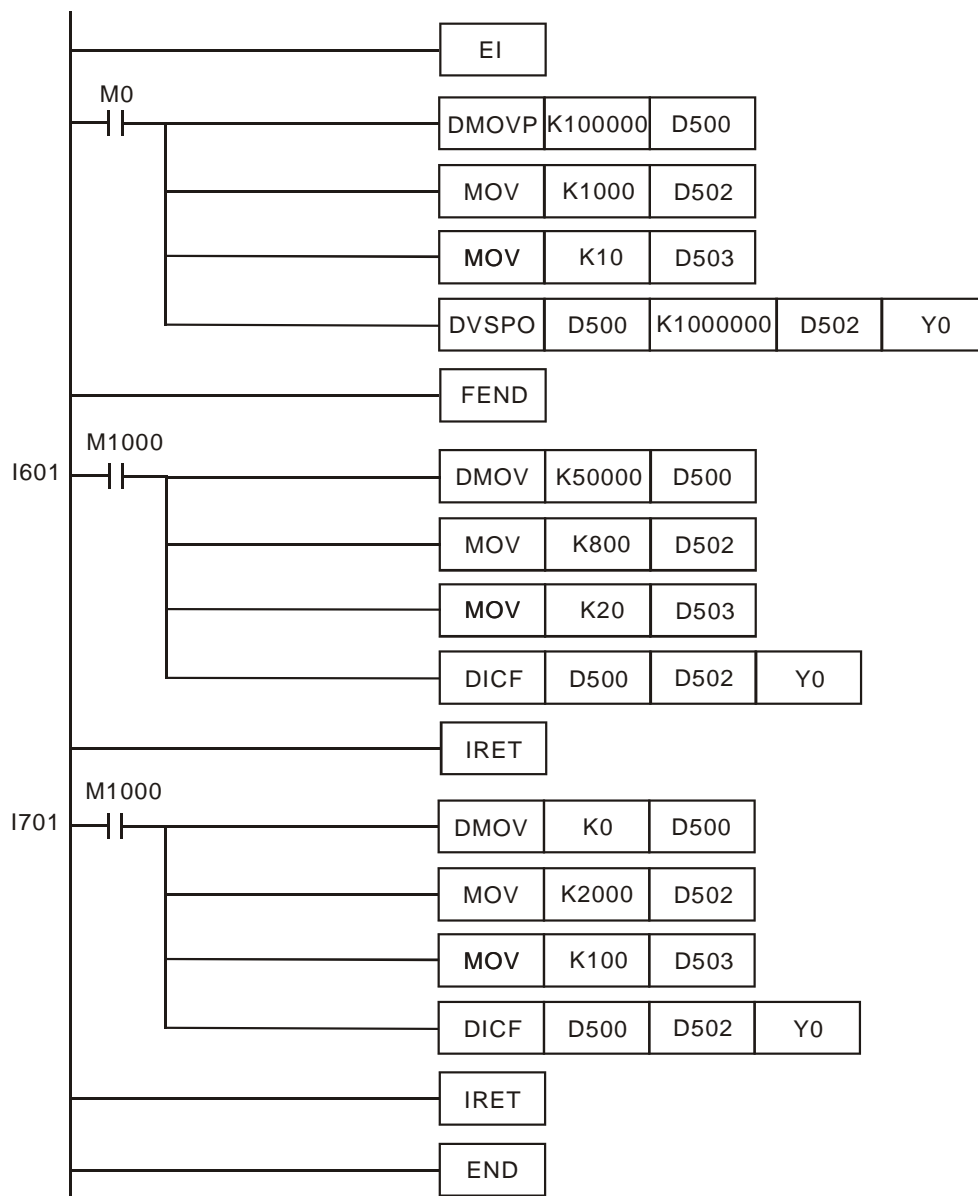 EI
M0
DMOVP K100000 D500
MOV K1000 D502
MOV K10 D503
DVSPO D500 K1000000 D502 Y0
FEND
M1000
I601
DMOV K50000 D500
MOV K800 D502
MOV K20 D503
DICF D500 D502 Y0
IRET
M1000
I701
DMOV K0 D500
MOV K2000 D502
MOV K100 D503
DICF D500 D502 Y0
IRET
END